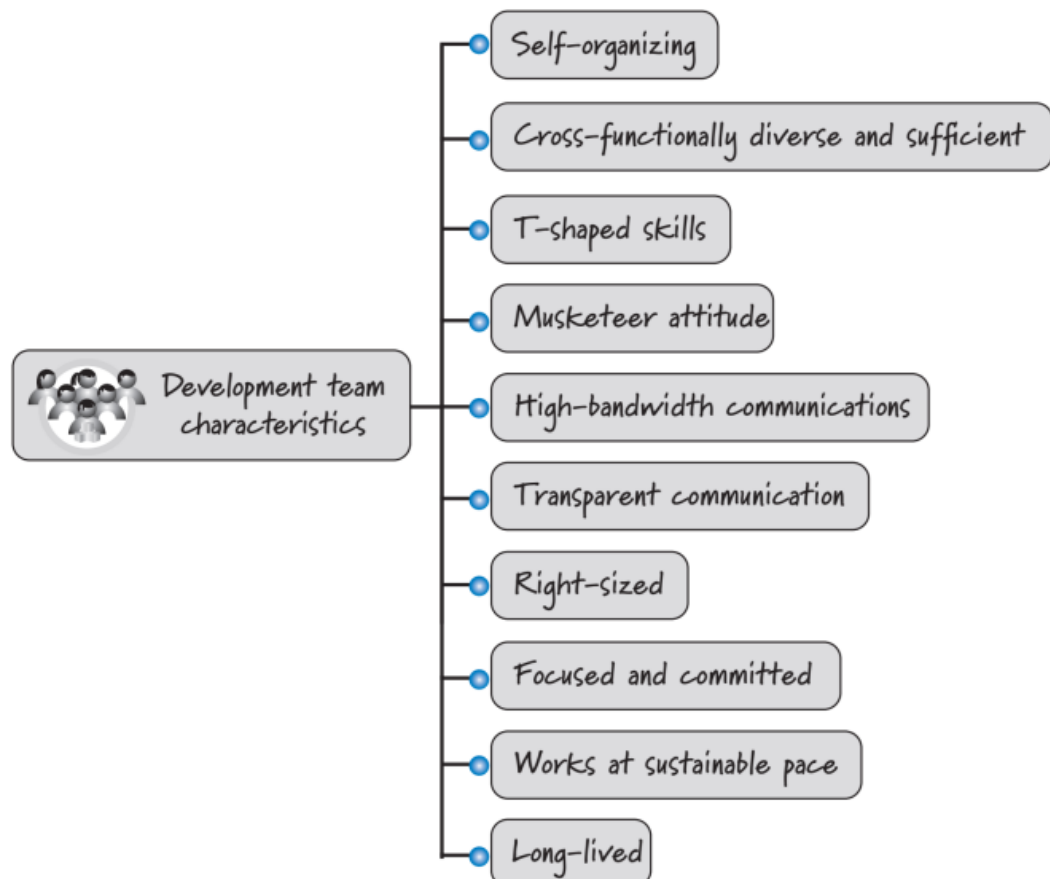 Self-organizing
Cross-functionally diverse and sufficient
T-shaped skills
Musketeer attitude
Development team
characteristics
High-bandwidth communications
Transparent communication
Right-sized
Focused and committed
Works at sustainable pace
Long-lived